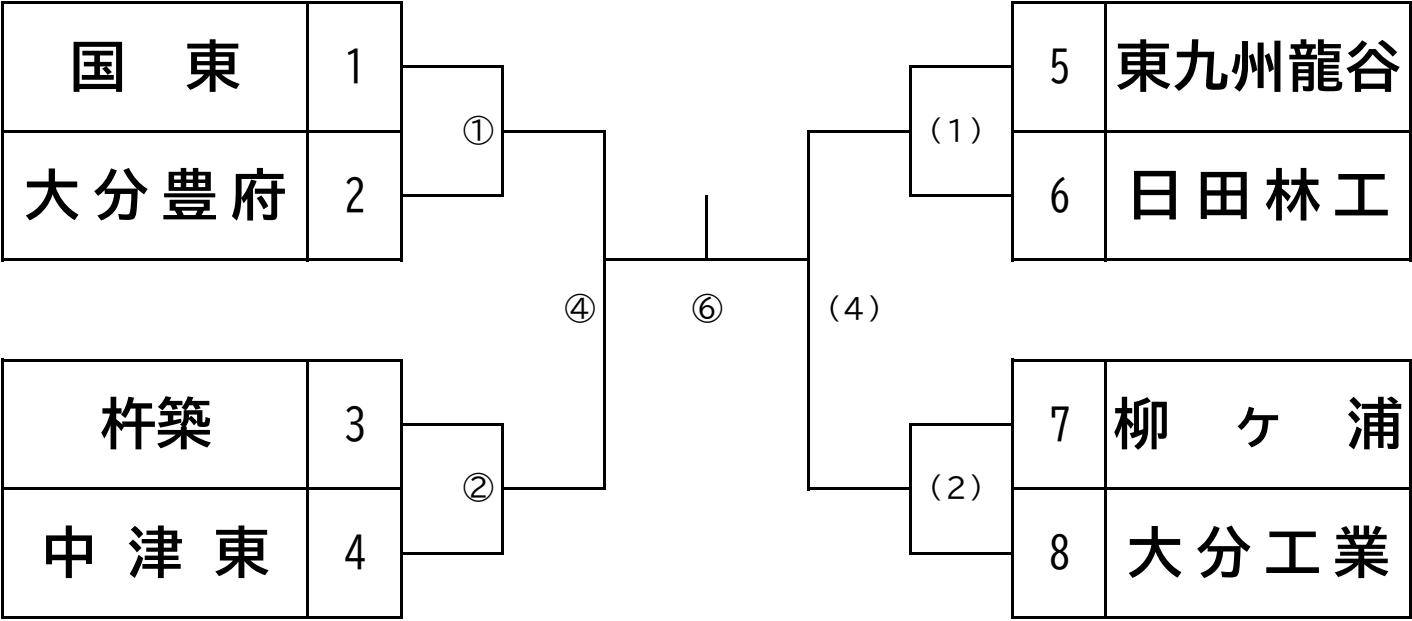 国 東 1
① 
大分豊府 2
④
杵築 3
②
中津東 4
⑥
5 東九州龍谷
(1)
6 日田林工
(4)
7 柳ヶ浦
(2)
8 大分工業